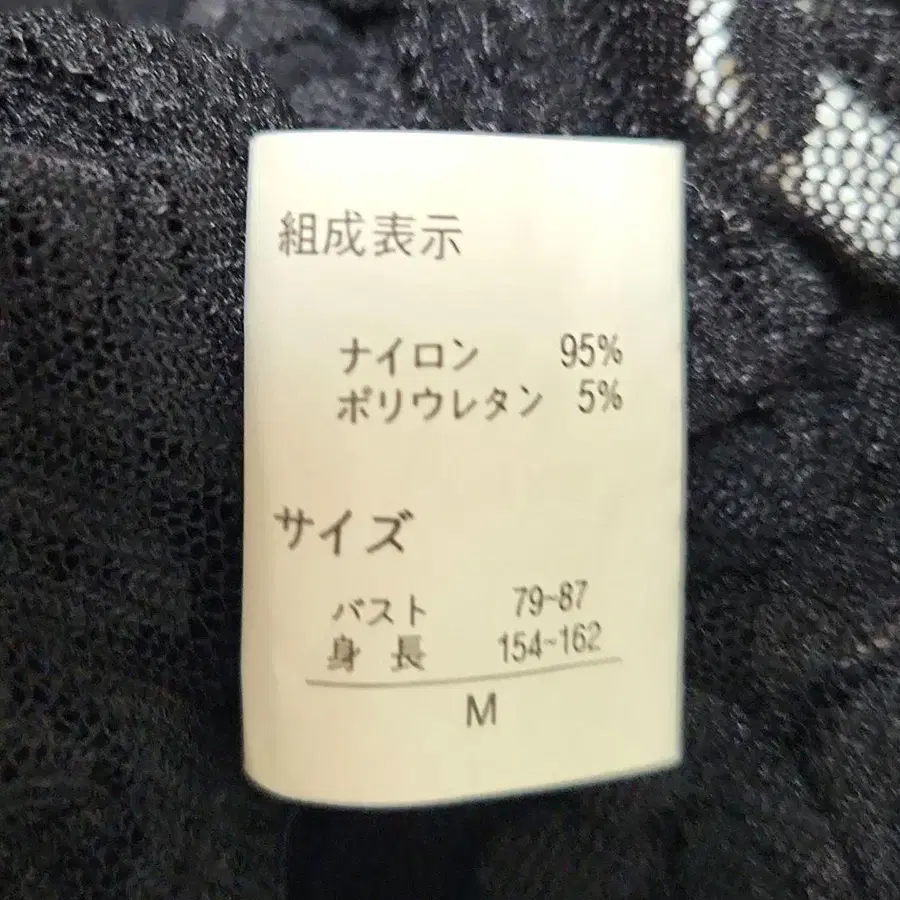 組成表示
ナイロン 95%
ポリウレタン 5%
サイズ
バスト 79-87
身長 154-162
M